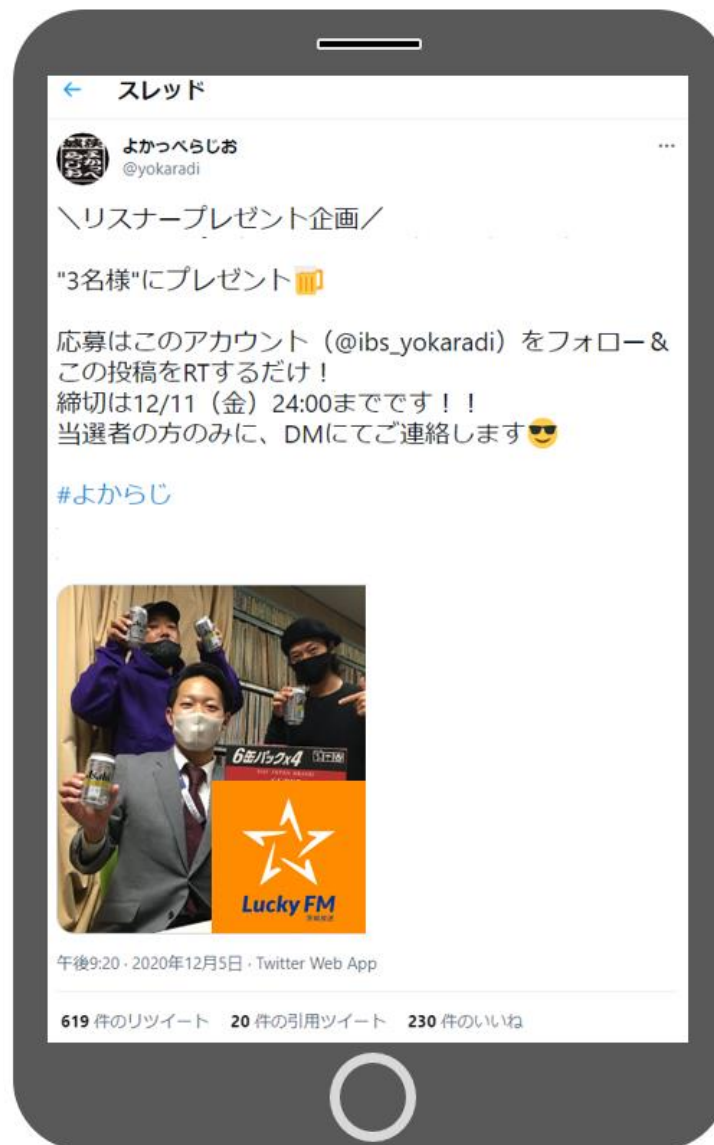 ← スレッド
よかっぺらじお
@yokaradi
＼リスナープレゼント企画／
"3名様"にプレゼント🍺
応募はこのアカウント（@ibs_yokaradi）をフォロー＆
この投稿をRTするだけ！
締切は12/11（金）24:00までです！！
当選者の方のみに、DMにてご連絡します😎
#よからじ
6缶パック×4
Asahi
Lucky FM
茨城放送
午後9:20 · 2020年12月5日 · Twitter Web App
619 件のリツイート 20 件の引用ツイート 230 件のいいね